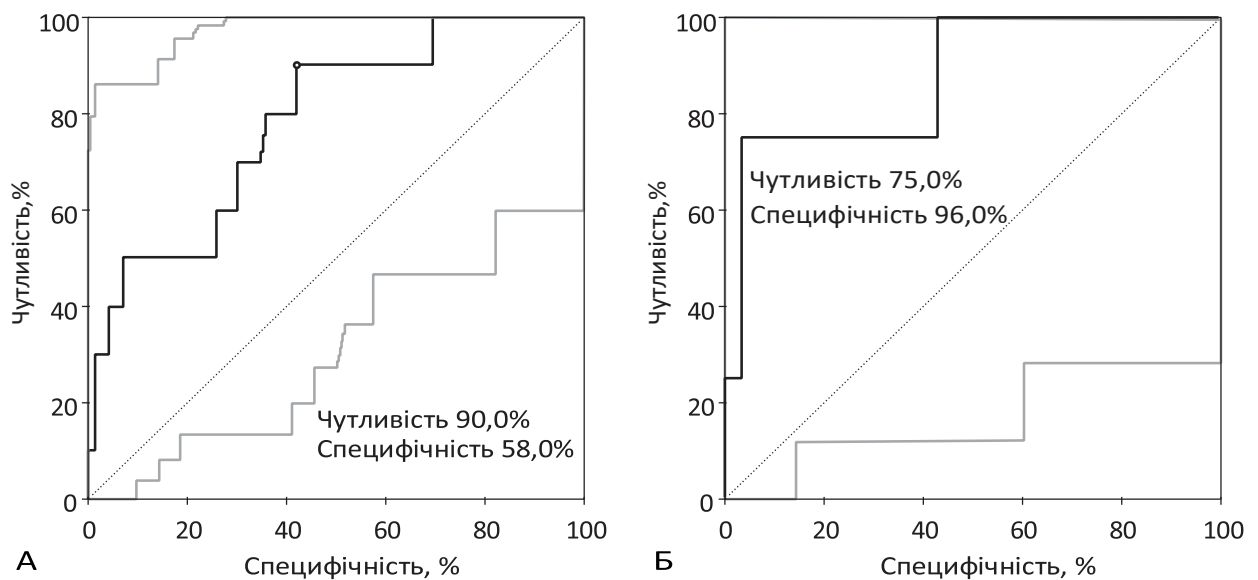 100
80
60
40
20
0
Чутливість,%
Чутливість 90,0%
Специфічність 58,0%
0 20 40 60 80 100
Специфічність, %
А
100
80
60
40
20
0
Чутливість,%
Чутливість 75,0%
Специфічність 96,0%
0 20 40 60 80 100
Специфічність, %
Б